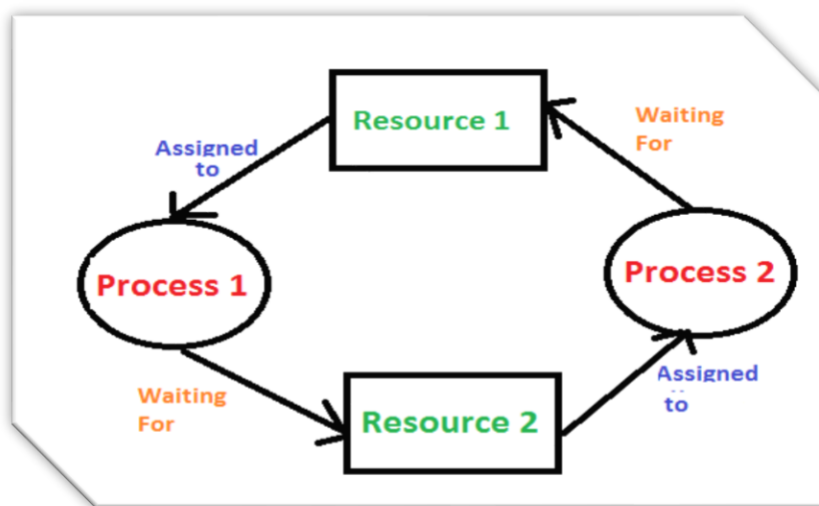 Resource 1
Waiting
For
Assigned
to
Process 1
Process 2
Waiting
For
Resource 2
Assigned
to